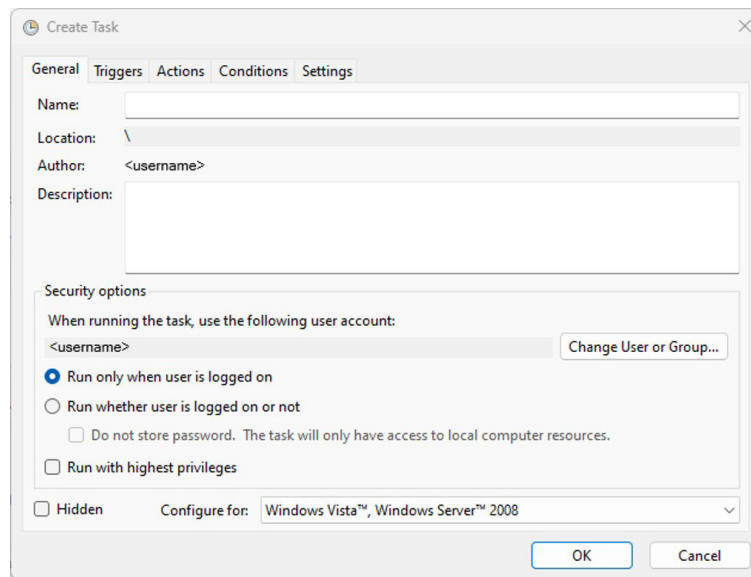 Create Task
General Triggers Actions Conditions Settings
Name:
Location: \
Author: <username>
Description:
Security options
When running the task, use the following user account:
<username> Change User or Group...
Run only when user is logged on
Run whether user is logged on or not
Do not store password. The task will only have access to local computer resources.
Run with highest privileges
Hidden Configure for: Windows Vista™, Windows Server™ 2008
OK Cancel